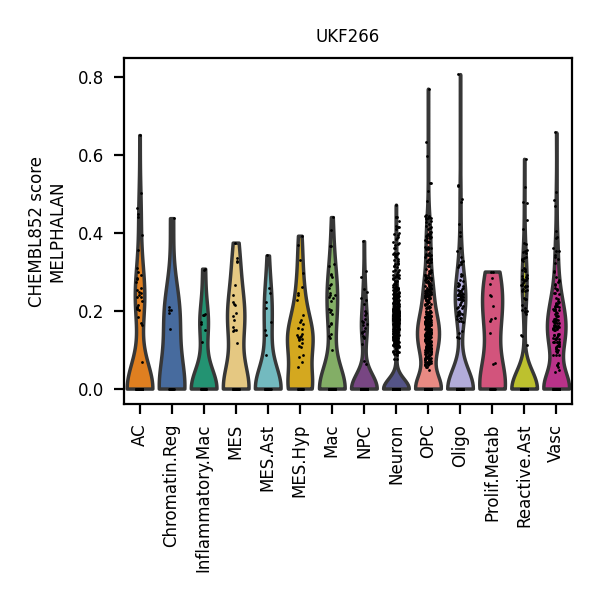 UKF266
CHEMBL852 score
MELPHALAN
0.8
0.6
0.4
0.2
0.0
AC
Chromatin.Reg
Inflammatory.Mac
MES
MES.Ast
MES.Hyp
Mac
NPC
Neuron
OPC
Oligo
Prolif.Metab
Reactive.Ast
Vasc